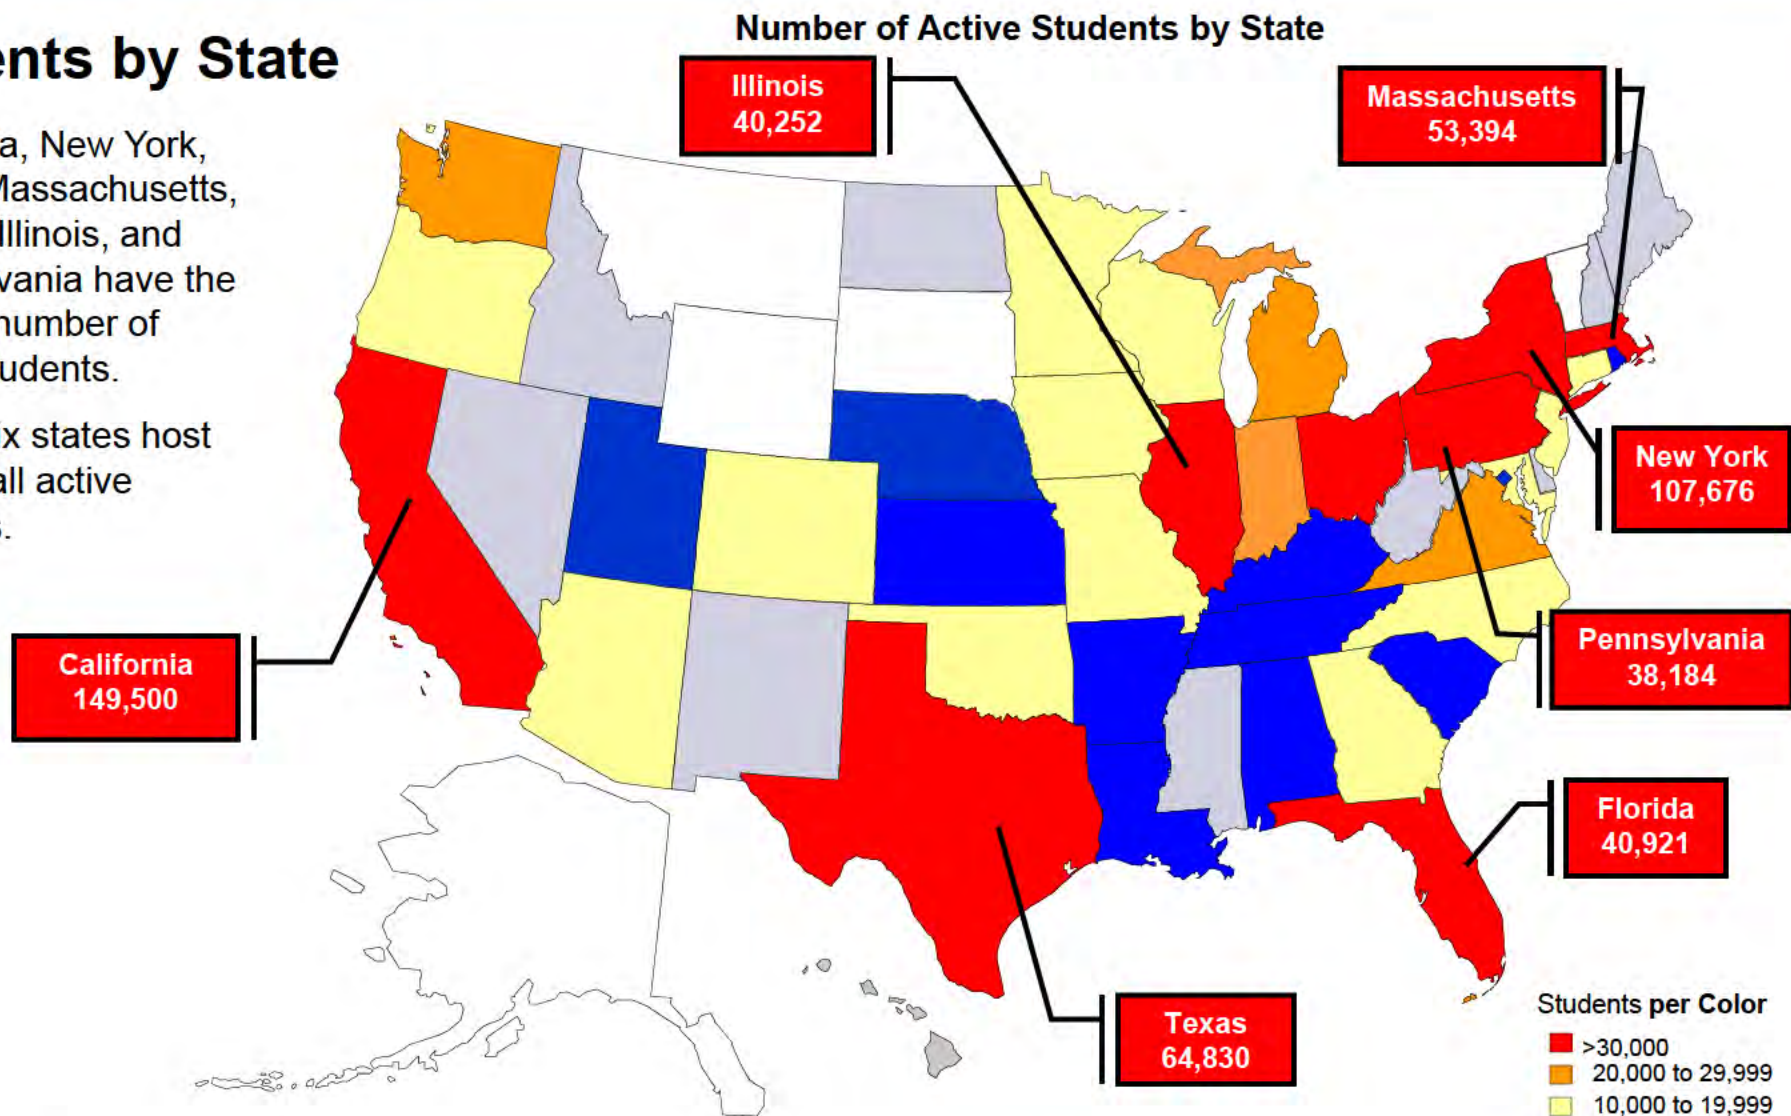 ents by State
a, New York,
Massachusetts,
Illinois, and
vania have the
number of
udents.
ix states host
all active
s.
Number of Active Students by State
Illinois
40,252
Massachusetts
53,394
New York
107,676
Pennsylvania
38,184
California
149,500
Florida
40,921
Texas
64,830
Students per Color
>30,000
20,000 to 29,999
10,000 to 19,999